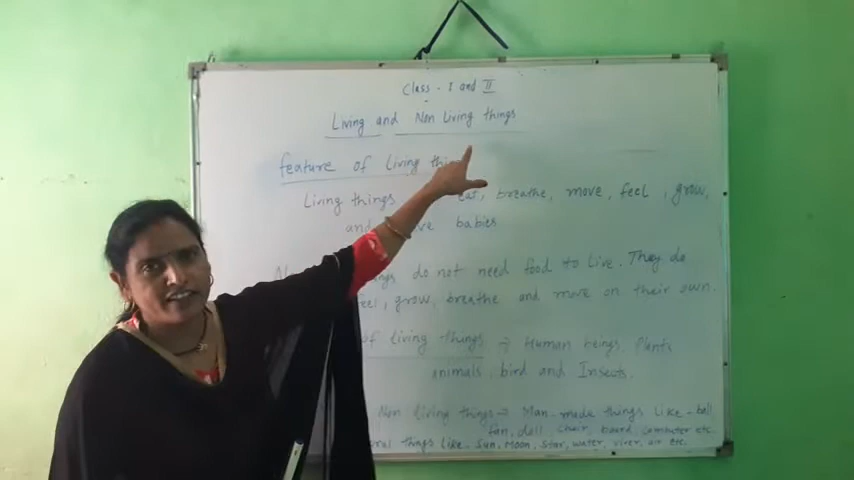 Class - I and II
Living and Non Living things
feature of Living
Living things eat, breathe, move, feel, grow,
and babies
do not need food to Live. They do
feel, grow, breathe and move on their own.
of living things → Human beings, Plants
animals, bird and Insects.
Non living things → Man-made things Like - ball
fan, doll, chair, board, computer etc.
things Like - Sun, Moon, Star, water, river, air etc.